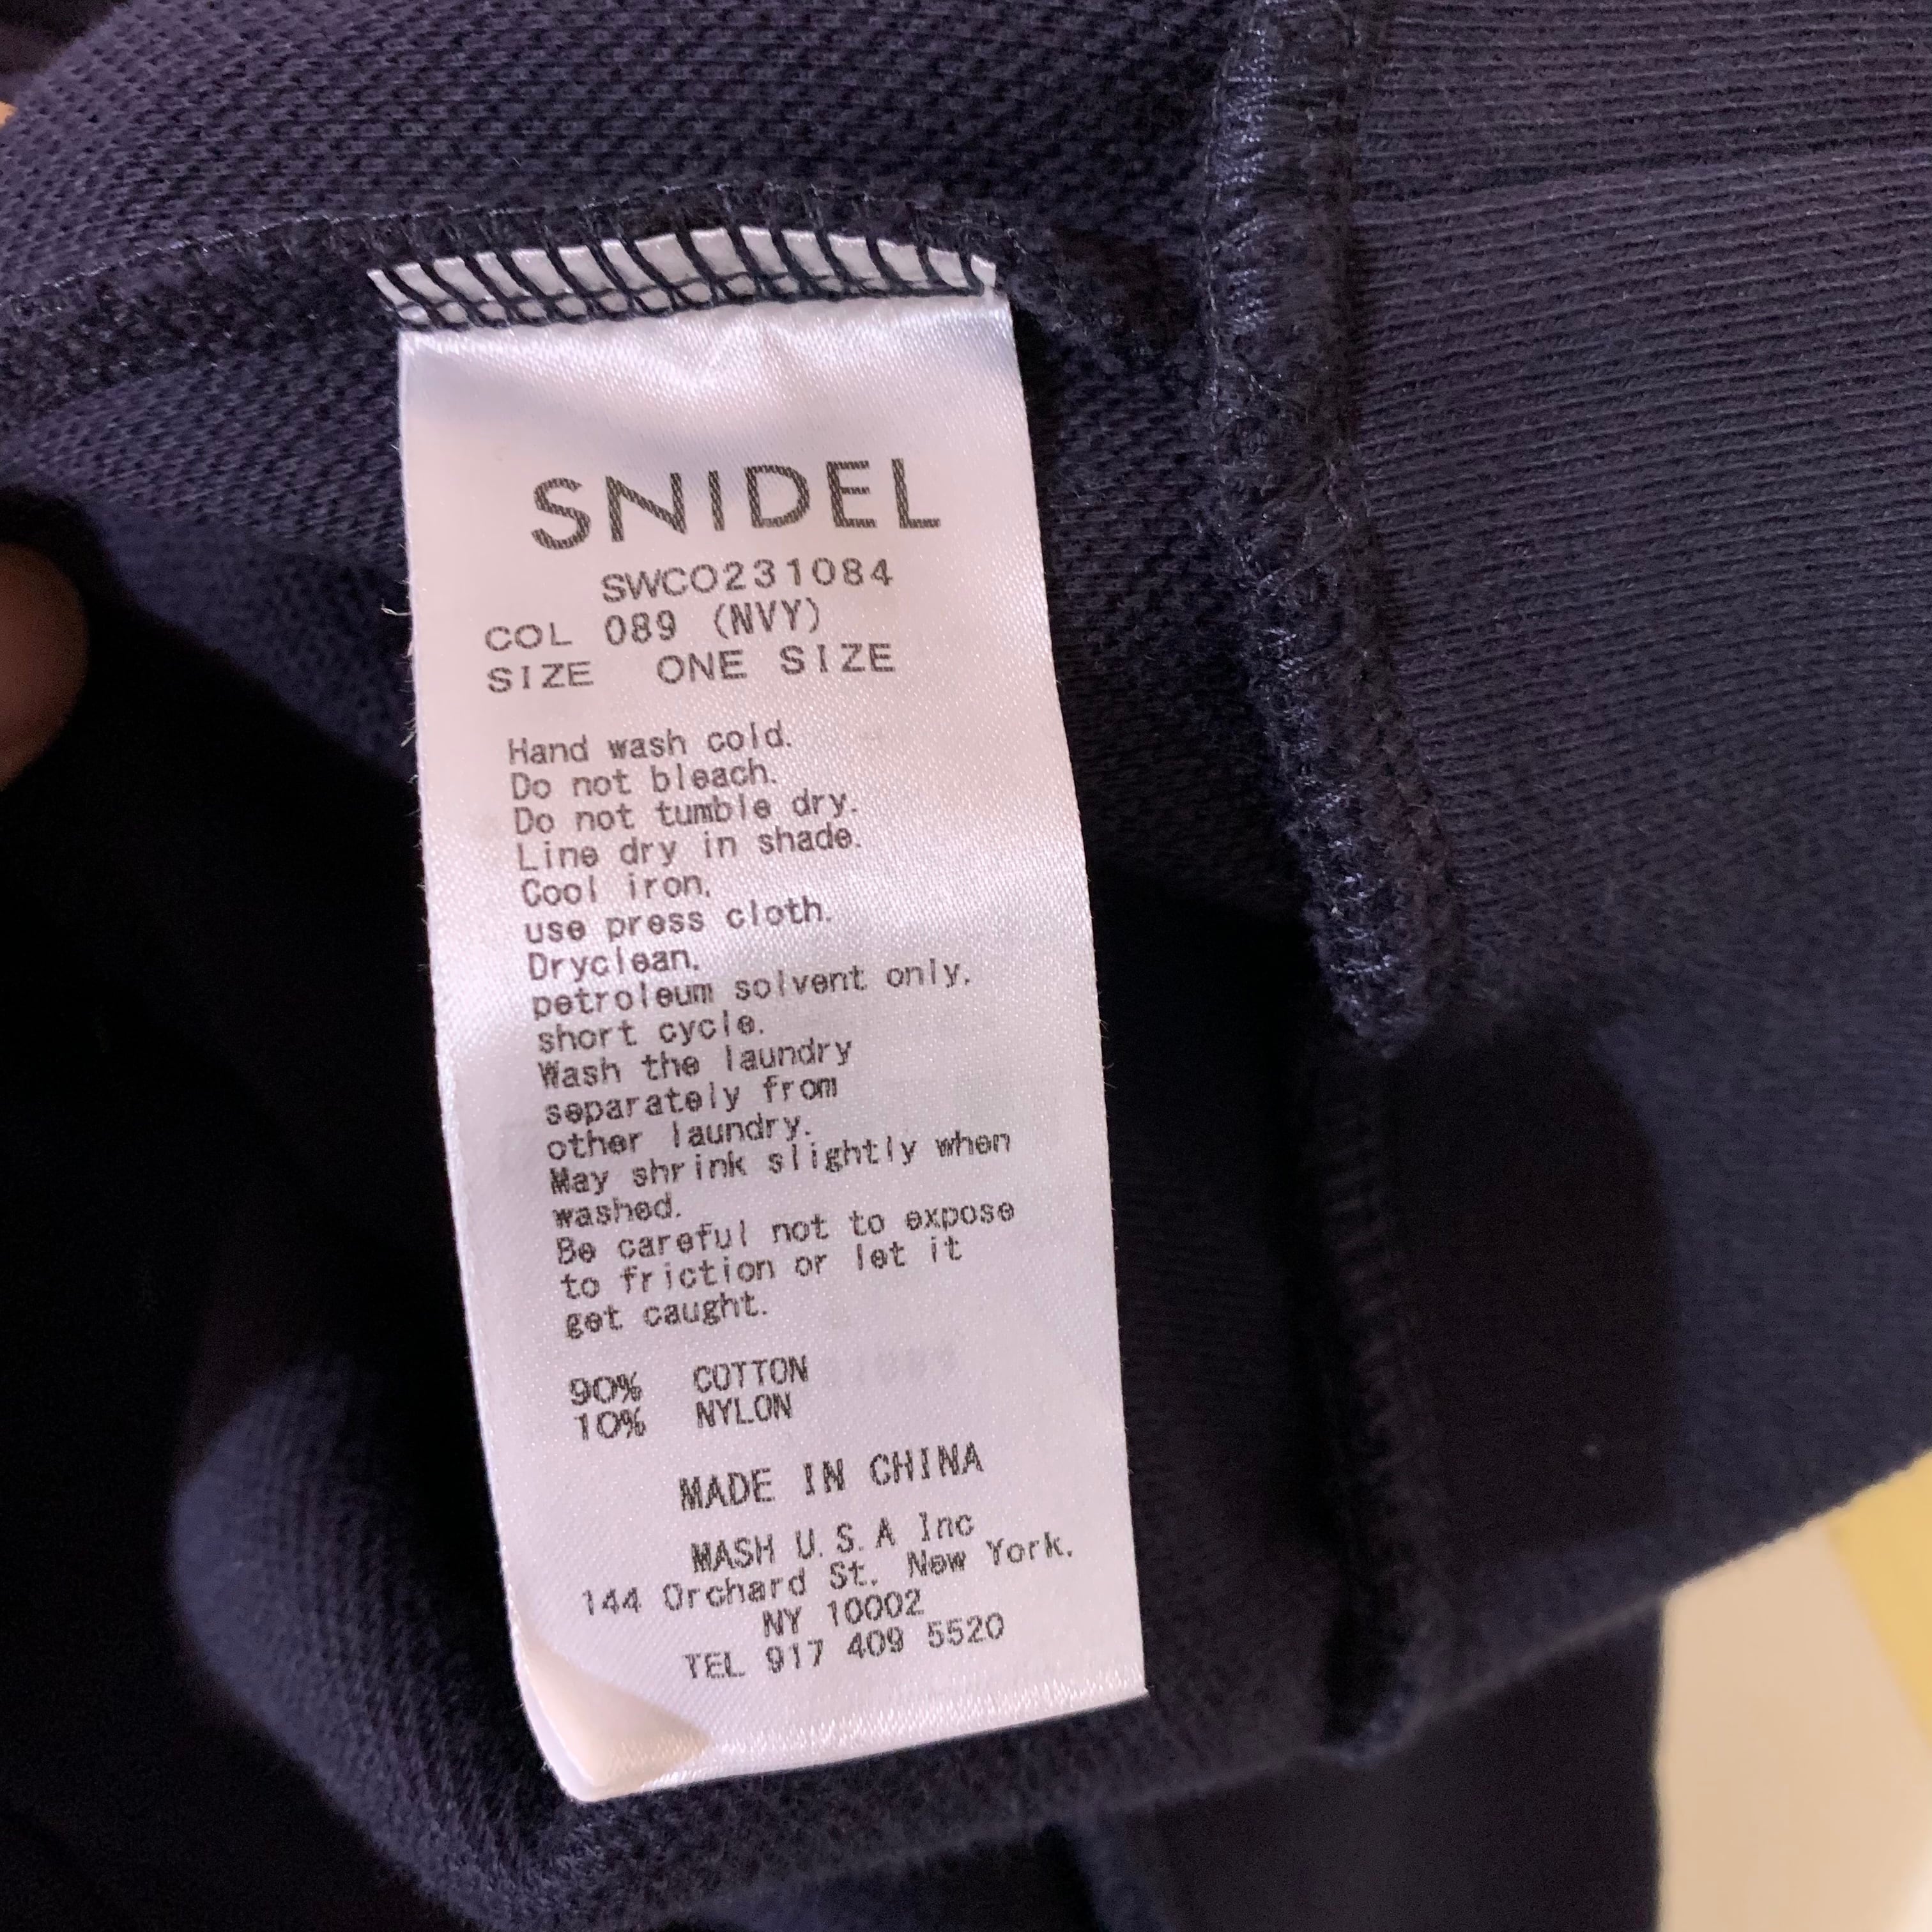 SNIDEL
SWCO231084
COL 089 (NVY)
SIZE ONE SIZE
Hand wash cold.
Do not bleach.
Do not tumble dry.
Line dry in shade.
Cool iron,
use press cloth.
Dryclean,
petroleum solvent only,
short cycle.
Wash the laundry
separately from
other laundry.
May shrink slightly when
washed.
Be careful not to expose
to friction or let it
get caught.
90% COTTON
10% NYLON
MADE IN CHINA
MASH U.S.A Inc
144 Orchard St. New York.
NY 10002
TEL 917 409 5520